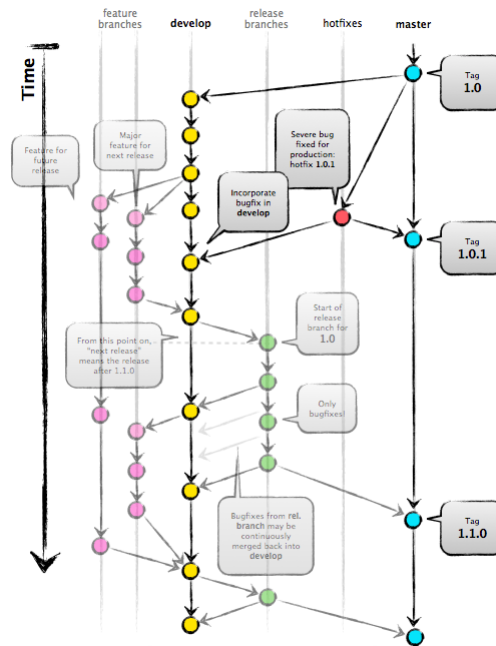 feature
branches
develop
release
branches
hotfixes
master
Time
Tag
1.0
Major
feature for
next release
Feature for
future
release
Severe bug
fixed for
production:
hotfix 1.0.1
Incorporate
bugfix in
develop
Tag
1.0.1
Start of
release
branch for
1.0
From this point on,
"next release"
means the release
after 1.1.0
Only
bugfixes!
Bugfixes from rel.
branch may be
continuously
merged back into
develop
Tag
1.1.0